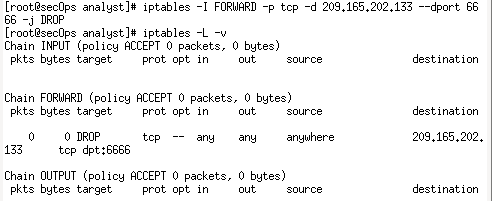 [root@secOps analyst]# iptables -I FORWARD -p tcp -d 209.165.202.133 --dport 66
66 -j DROP
[root@secOps analyst]# iptables -L -v
Chain INPUT (policy ACCEPT 0 packets, 0 bytes)
 pkts bytes target     prot opt in     out     source               destination
Chain FORWARD (policy ACCEPT 0 packets, 0 bytes)
 pkts bytes target     prot opt in     out     source               destination
    0     0 DROP       tcp  --  any    any     anywhere             209.165.202.
133      tcp dpt:6666
Chain OUTPUT (policy ACCEPT 0 packets, 0 bytes)
 pkts bytes target     prot opt in     out     source               destination